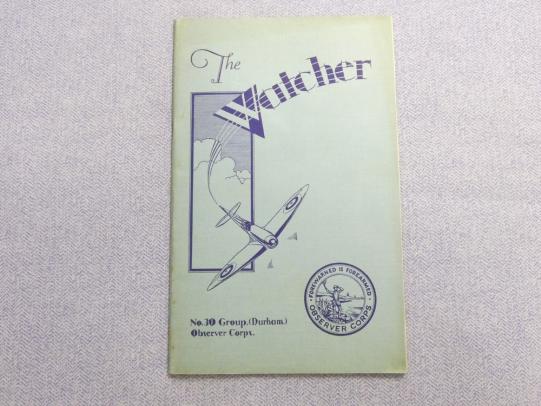 The
Watcher
FOREWARNED IS FOREARMED
OBSERVER CORPS
No. 30 Group. (Durham.)
Observer Corps.